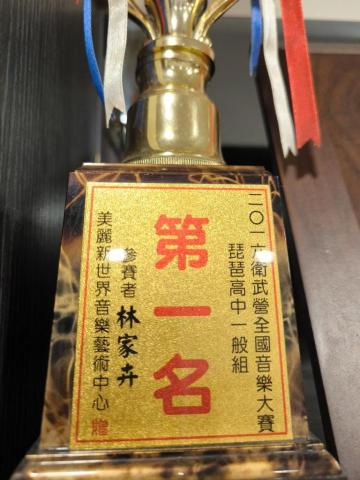 二〇一六衛武營全國音樂大賽
琵琶高中一般組
第一名
參賽者 林家卉
美麗新世界音樂藝術中心 贈